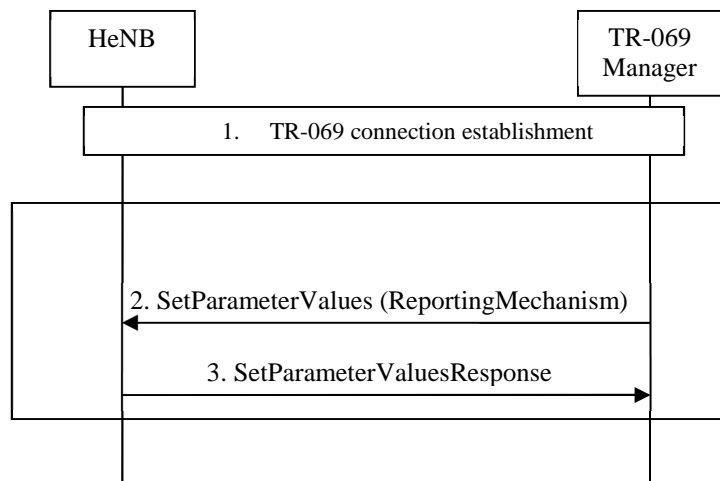 HeNB
TR-069
Manager
1. TR-069 connection establishment
2. SetParameterValues (ReportingMechanism)
3. SetParameterValuesResponse